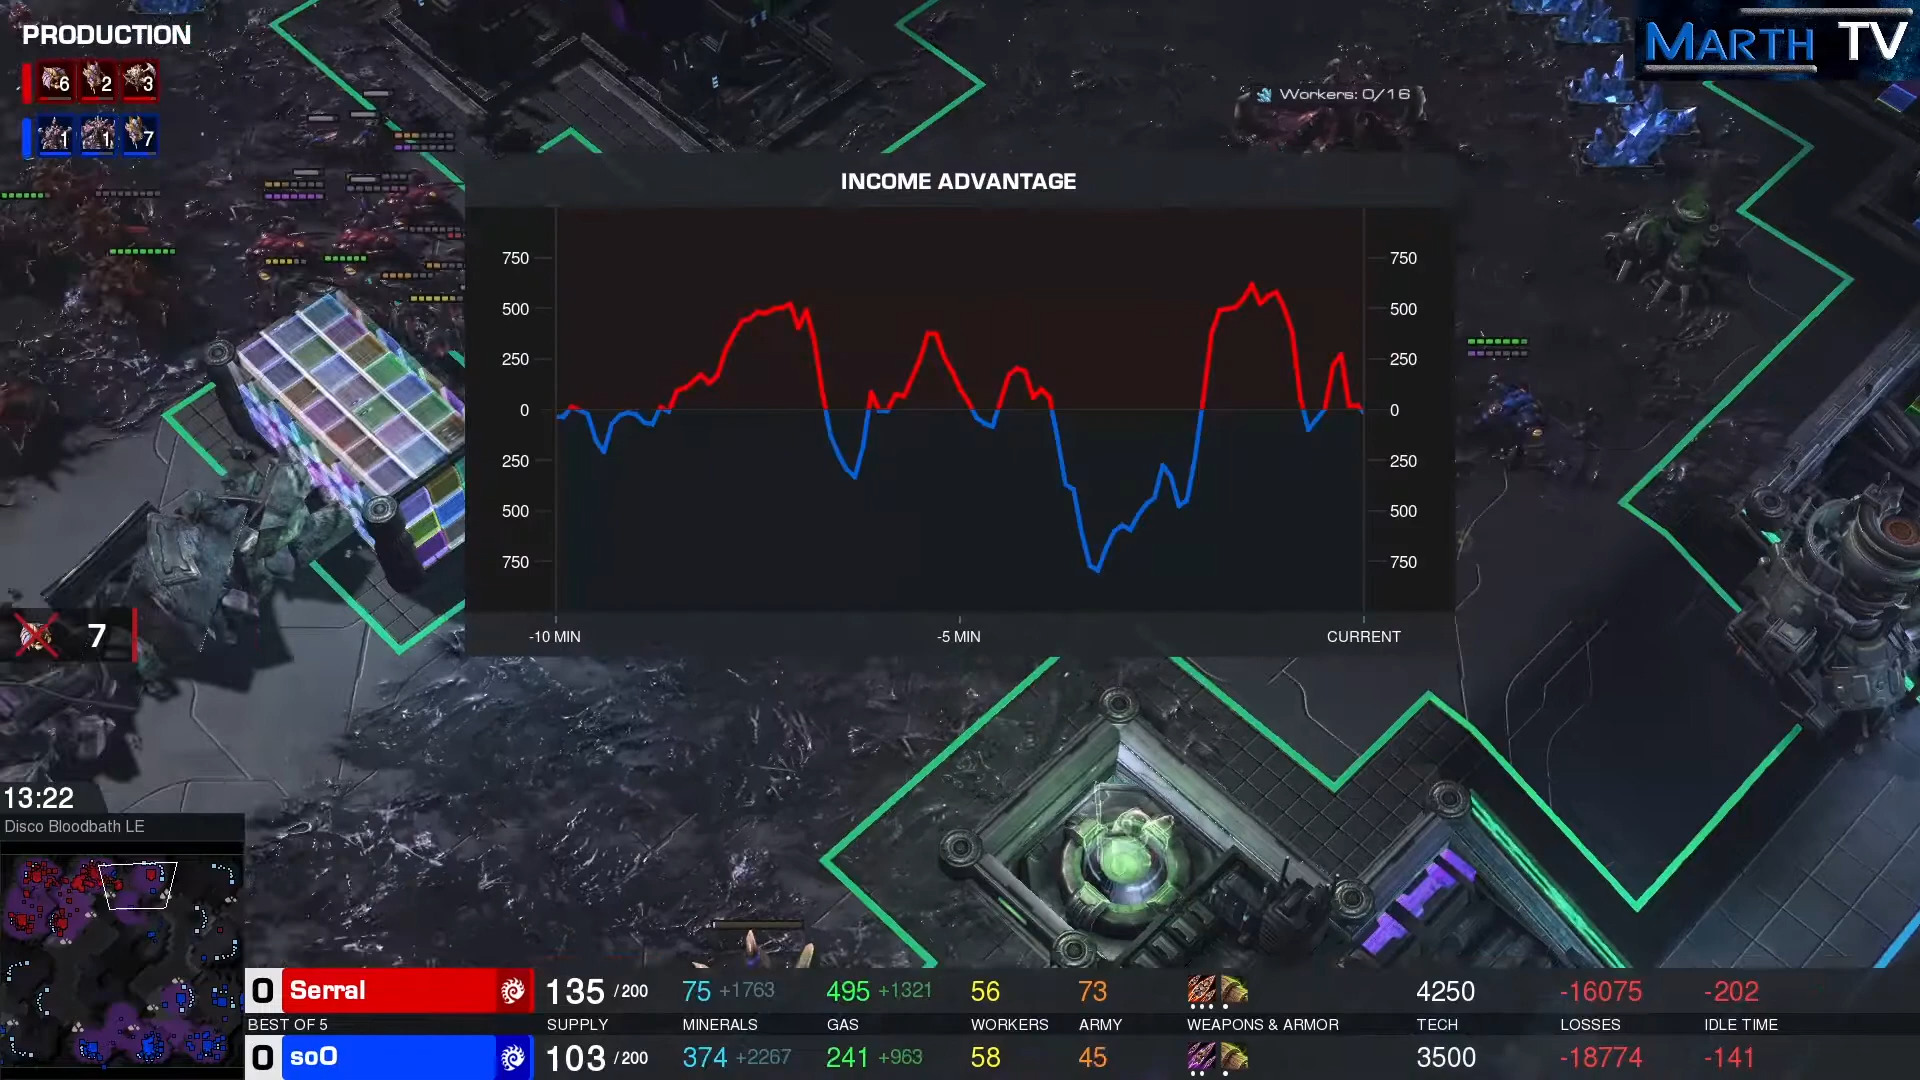 PRODUCTION
6 2 3
1 1 7
MARTH TV
Workers: 0/16
INCOME ADVANTAGE
750 750
500 500
250 250
0 0
250 250
500 500
750 750
-10 MIN -5 MIN CURRENT
7
13:22
Disco Bloodbath LE
0 Serral 135 /200 75 +1763 495 +1321 56 73 4250 -16075 -202
BEST OF 5 SUPPLY MINERALS GAS WORKERS ARMY WEAPONS & ARMOR TECH LOSSES IDLE TIME
0 soO 103 /200 374 +2267 241 +963 58 45 3500 -18774 -141